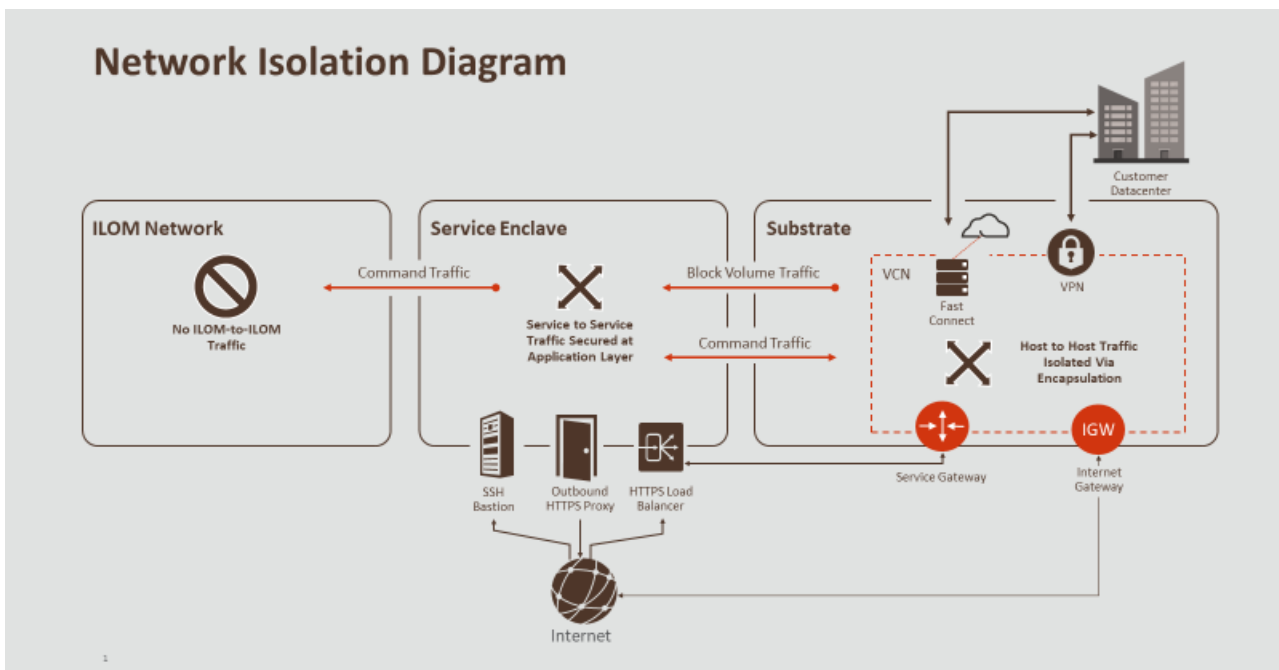 Network Isolation Diagram
Customer
Datacenter
ILOM Network
Service Enclave
Substrate
Command Traffic
Block Volume Traffic
VCN
VPN
Fast
Connect
No ILOM-to-ILOM
Traffic
Service to Service
Traffic Secured at
Application Layer
Command Traffic
Host to Host Traffic
Isolated Via
Encapsulation
IGW
SSH
Bastion
Outbound
HTTPS Proxy
HTTPS Load
Balancer
Service Gateway
Internet
Gateway
Internet
1